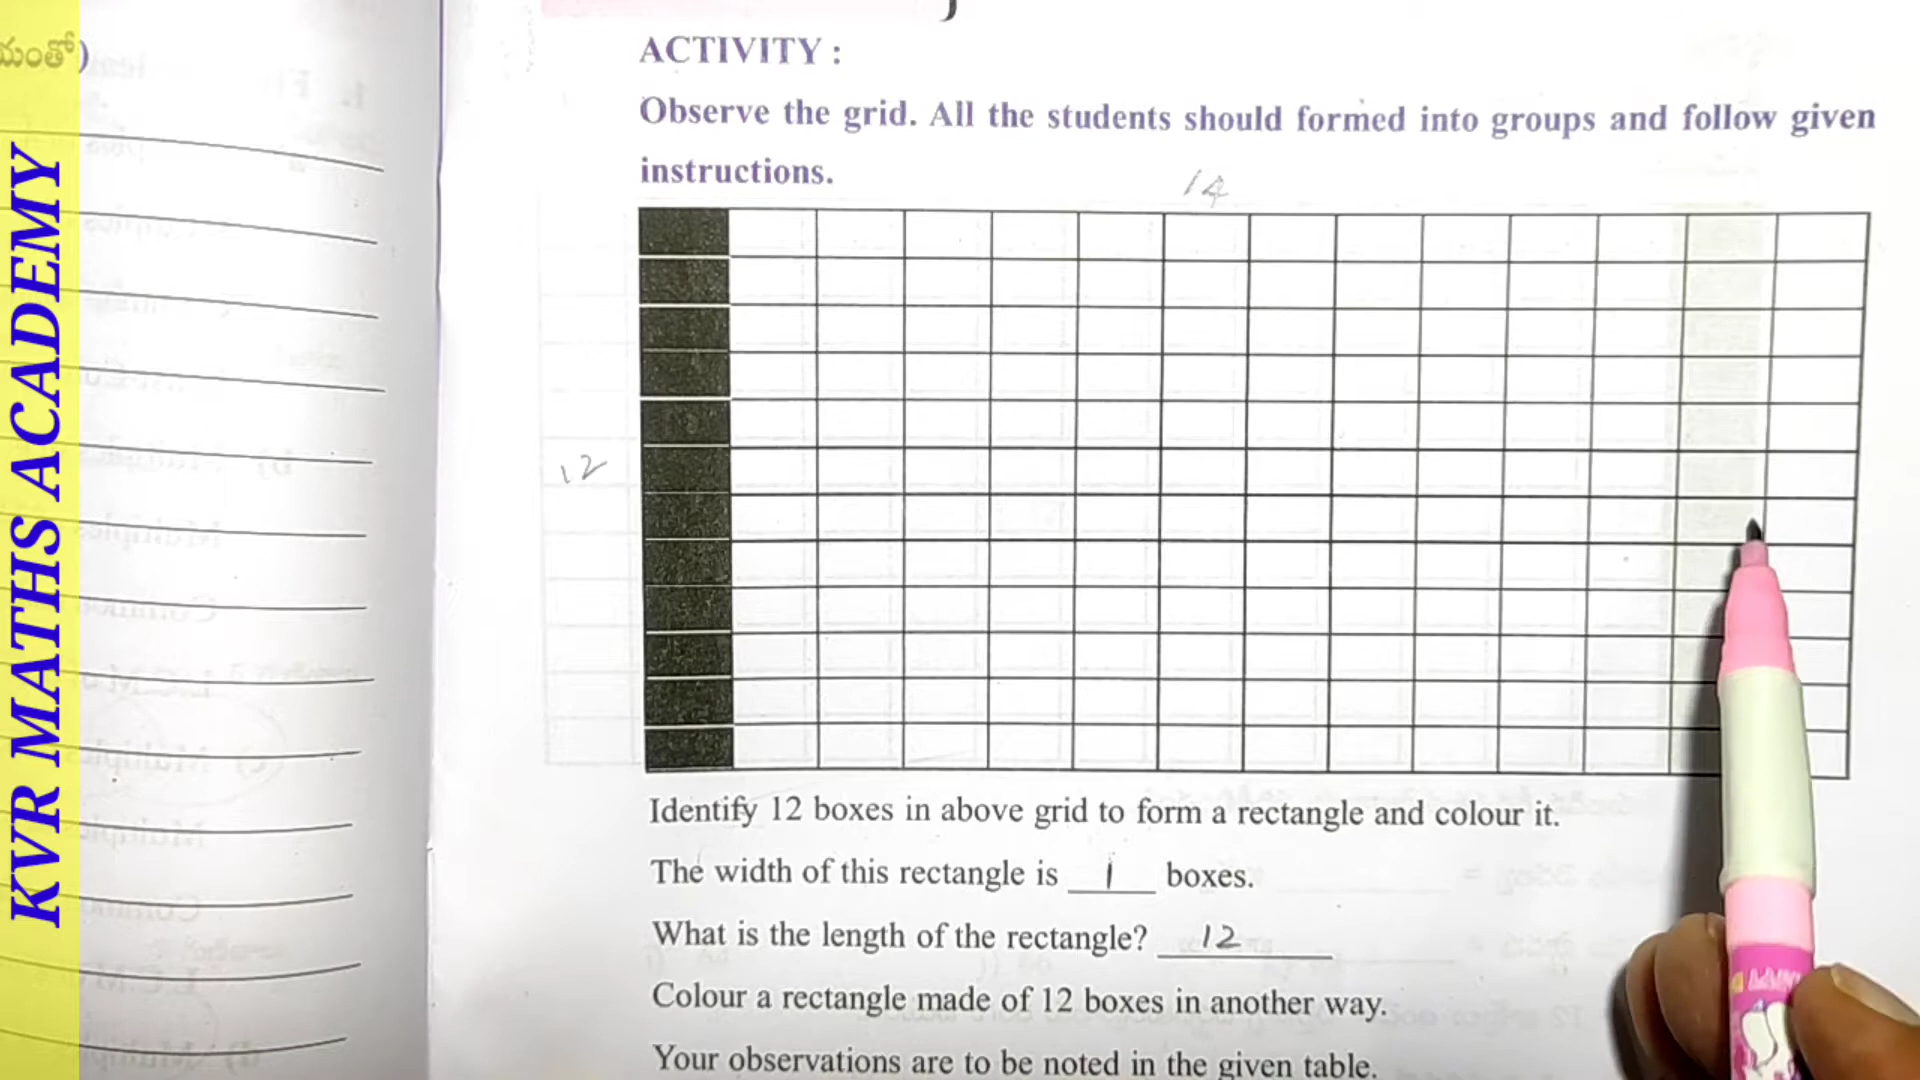 యంతో)
KVR MATHS ACADEMY
ACTIVITY :
Observe the grid. All the students should formed into groups and follow given
instructions.
14
12
Identify 12 boxes in above grid to form a rectangle and colour it.
The width of this rectangle is 1 boxes.
What is the length of the rectangle? 12
Colour a rectangle made of 12 boxes in another way.
Your observations are to be noted in the given table.